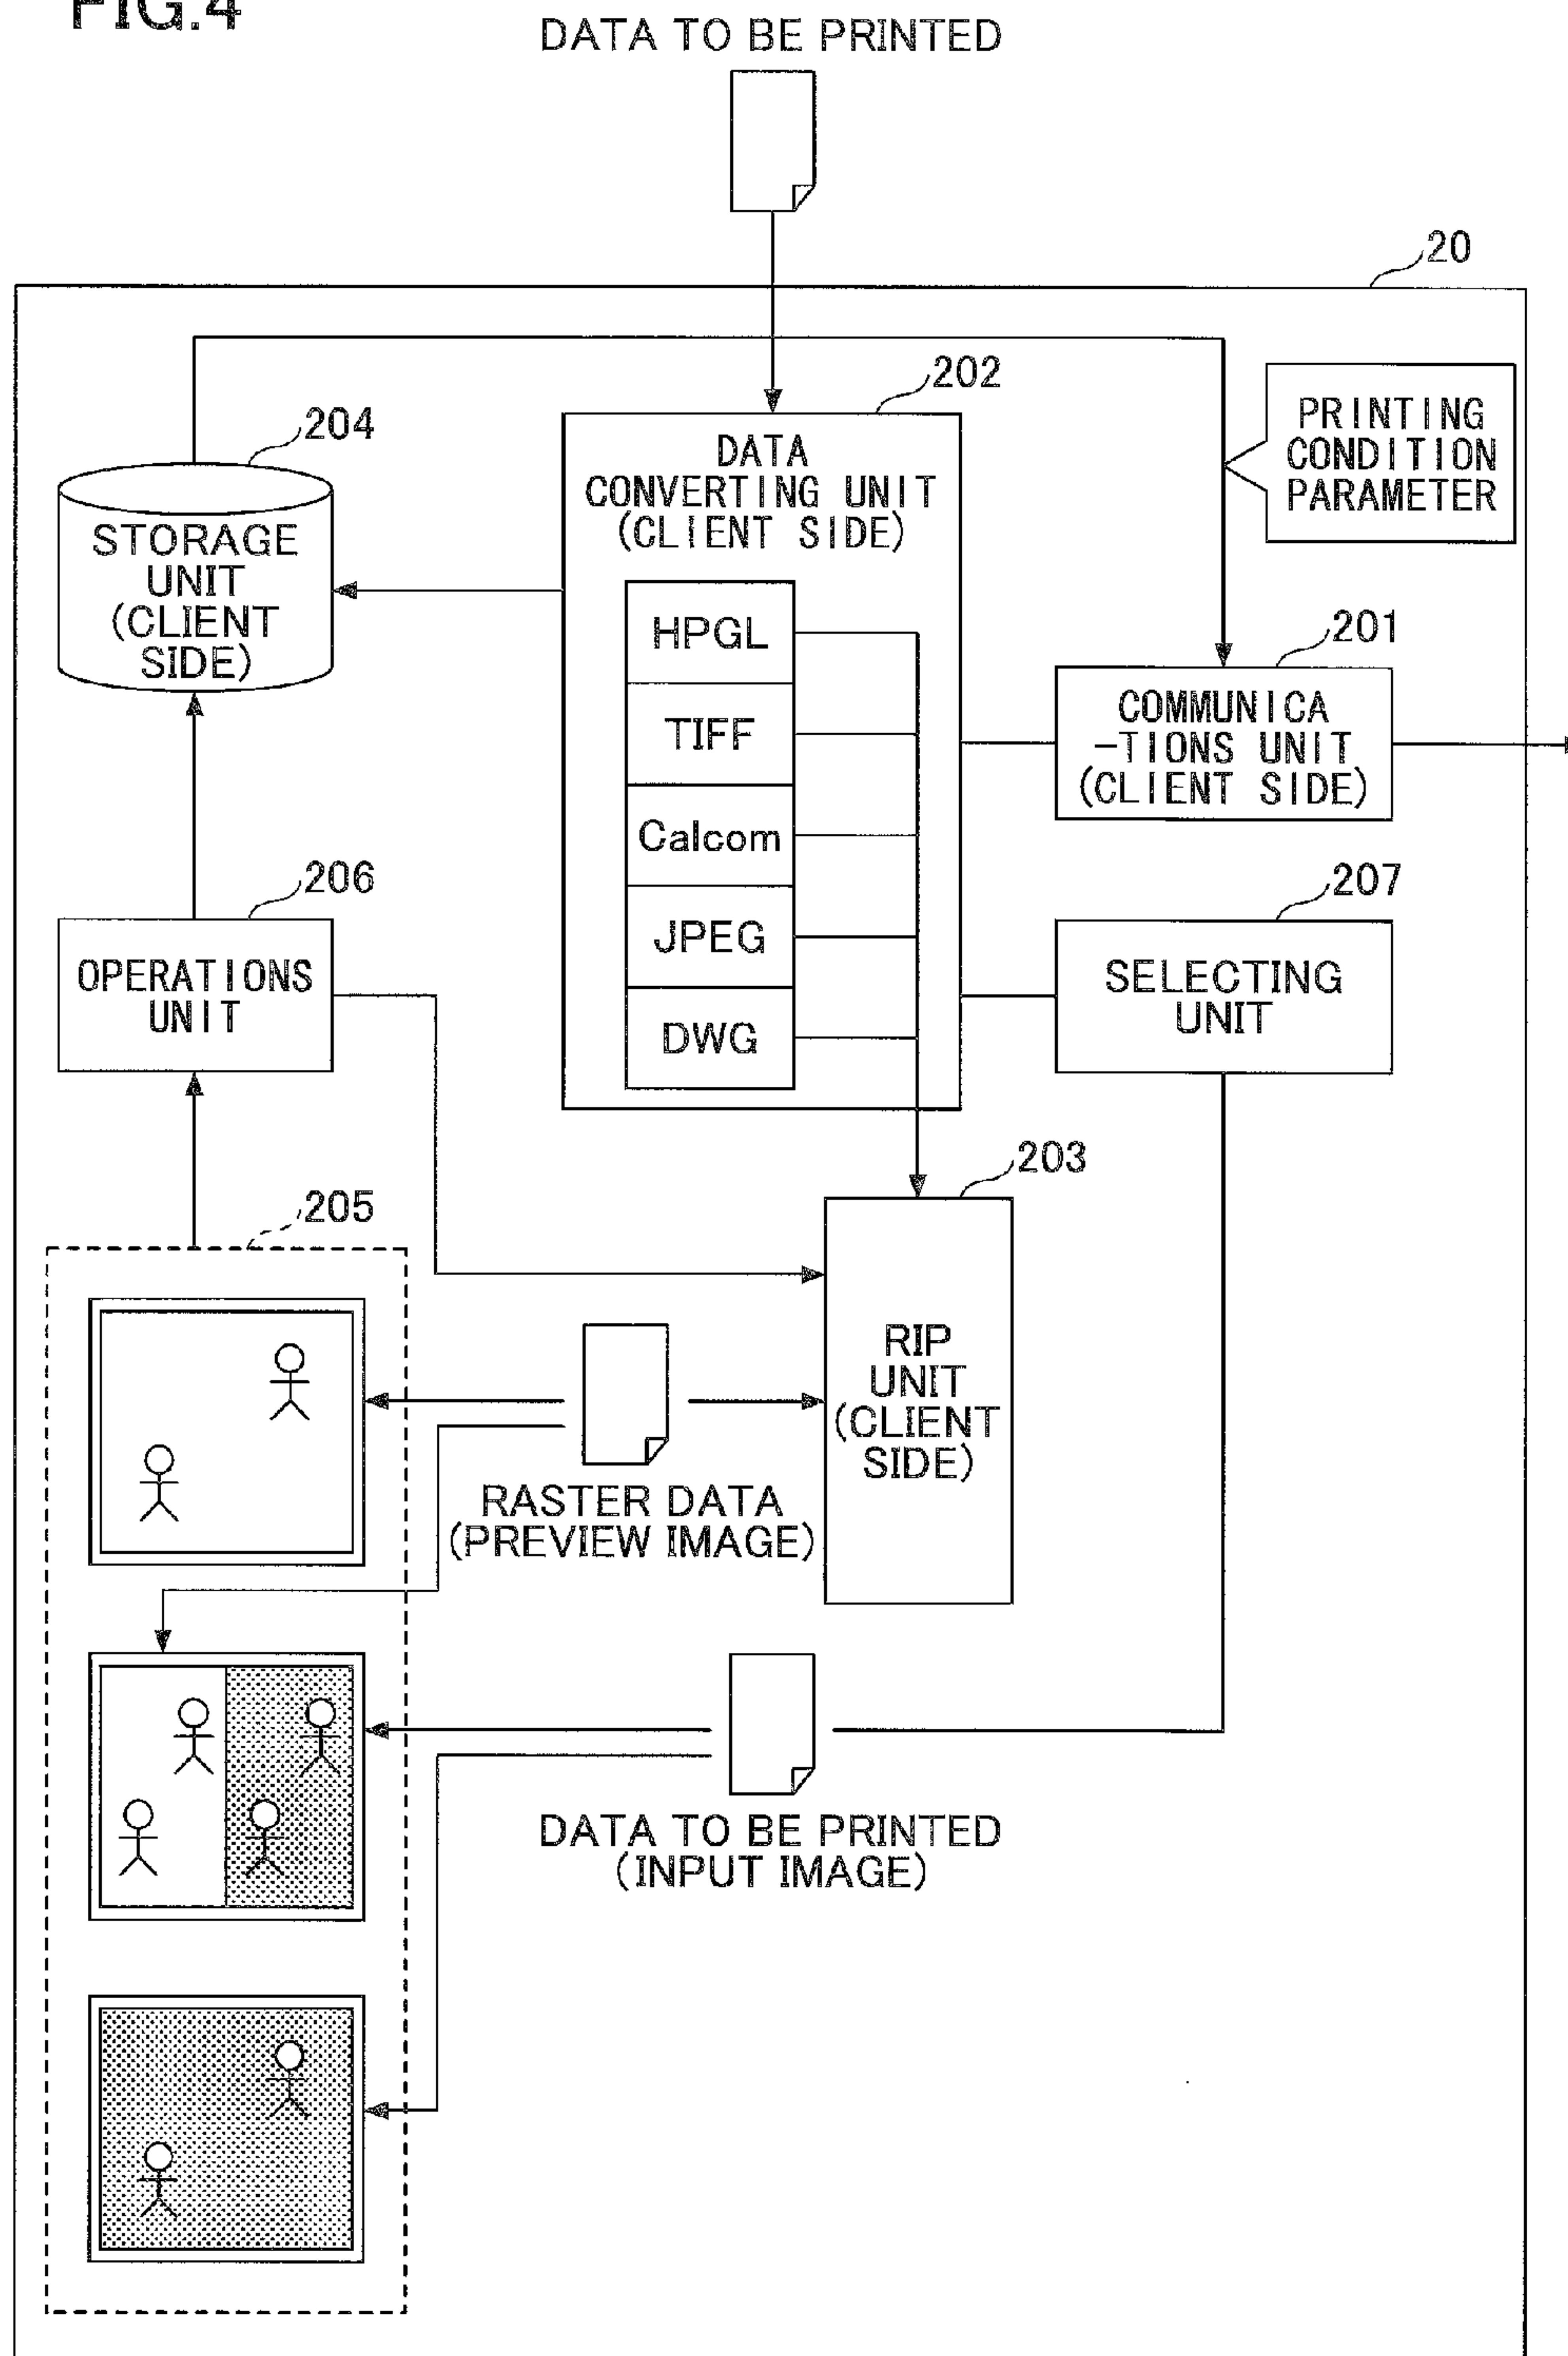 FIG.4
DATA TO BE PRINTED
20
202
PRINTING
CONDITION
PARAMETER
204
DATA
CONVERTING UNIT
(CLIENT SIDE)
STORAGE
UNIT
(CLIENT
SIDE)
HPGL
TIFF
Calcom
JPEG
DWG
201
COMMUNICA
-TIONS UNIT
(CLIENT SIDE)
206
OPERATIONS
UNIT
207
SELECTING
UNIT
203
205
RIP
UNIT
(CLIENT
SIDE)
RASTER DATA
(PREVIEW IMAGE)
DATA TO BE PRINTED
(INPUT IMAGE)